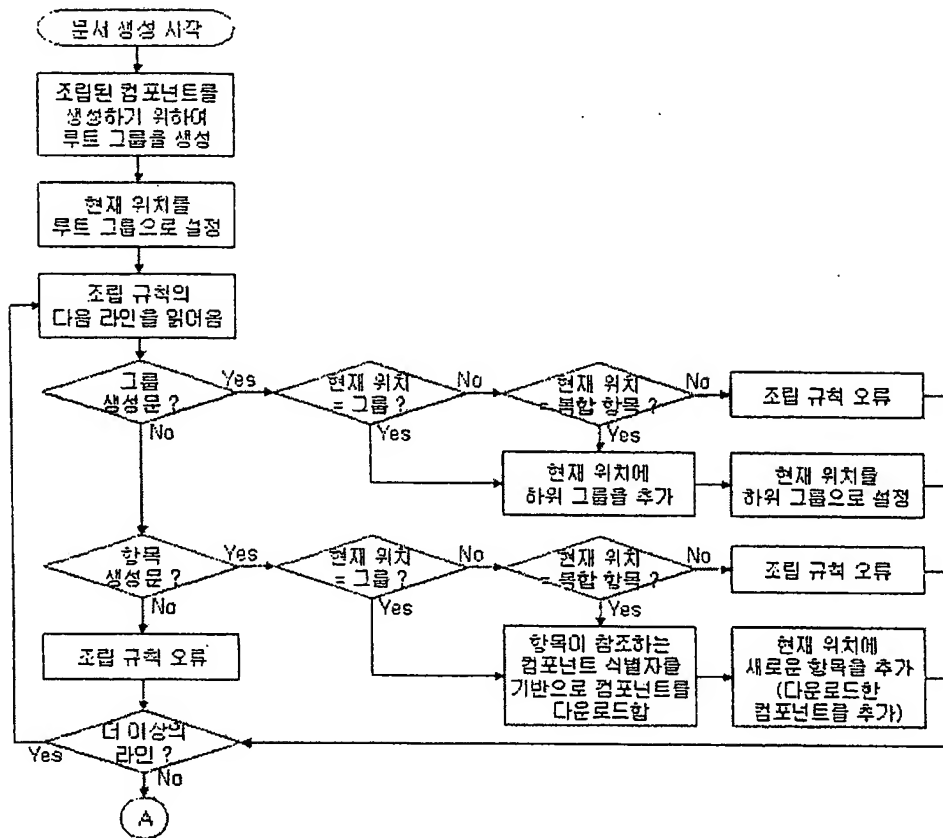 문서 생성 시작
조립된 컴포넌트를
생성하기 위하여
루트 그룹을 생성
현재 위치를
루트 그룹으로 설정
조립 규칙의
다음 라인을 읽어옴
그룹
생성문 ?
Yes
현재 위치
= 그룹 ?
No
현재 위치
= 복합 항목 ?
No
조립 규칙 오류
No
Yes
Yes
현재 위치에
하위 그룹을 추가
현재 위치를
하위 그룹으로 설정
항목
생성문 ?
Yes
현재 위치
= 그룹 ?
No
현재 위치
= 복합 항목 ?
No
조립 규칙 오류
No
Yes
Yes
조립 규칙 오류
항목이 참조하는
컴포넌트 식별자를
기반으로 컴포넌트를
다운로드함
현재 위치에
새로운 항목을 추가
(다운로드한
컴포넌트를 추가)
더 이상의
라인 ?
Yes
No
A